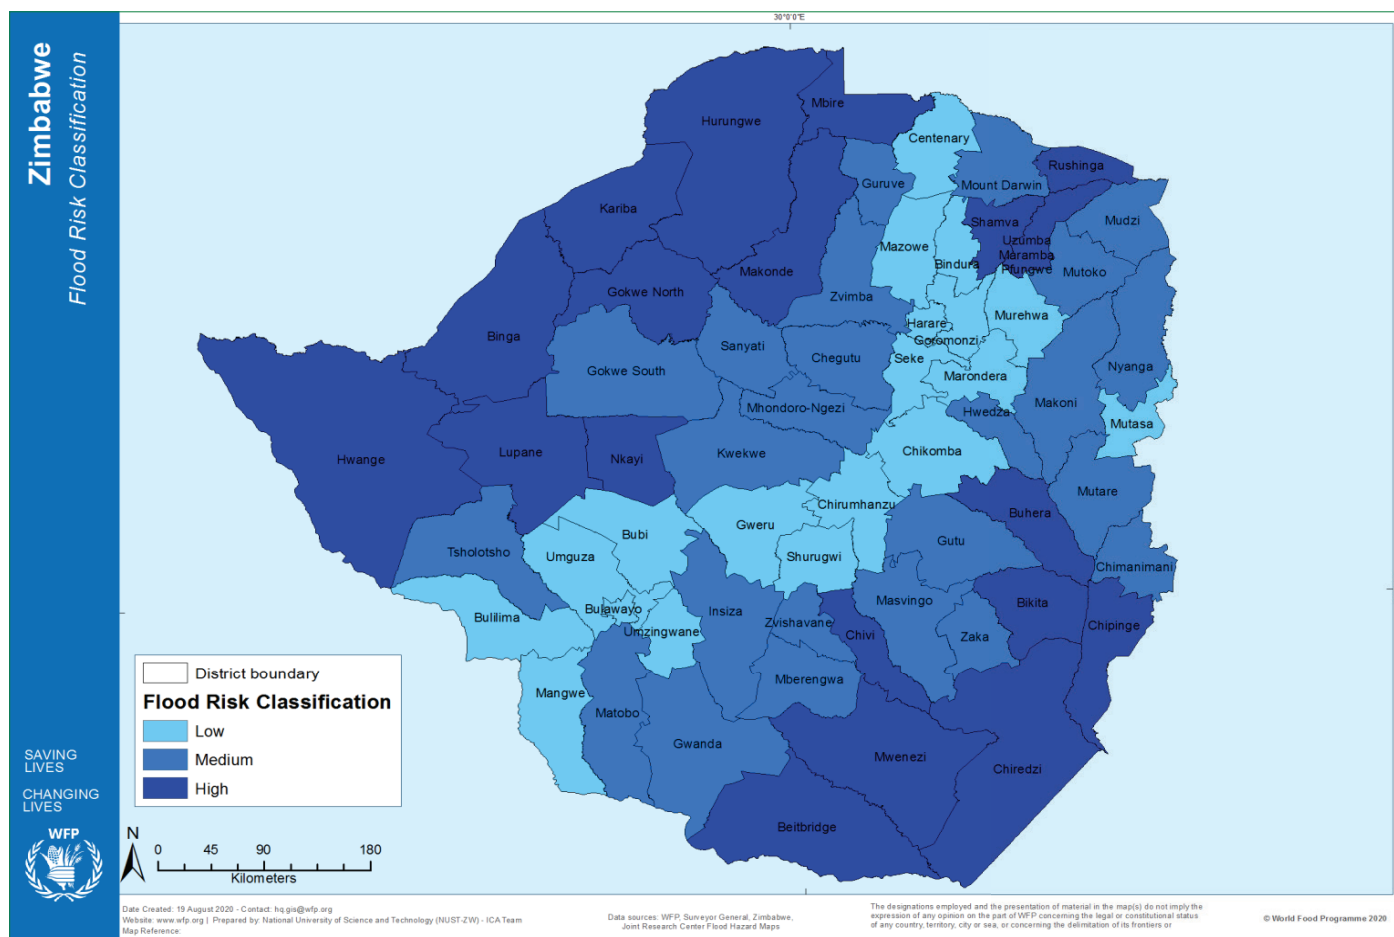 Zimbabwe
Flood Risk Classification
30°0'0"E
Mbire
Hurungwe
Centenary
Rushinga
Guruve
Mount Darwin
Kariba
Shamva
Mudzi
Uzumba
Mazowe
Maramba
Bindura
Pfungwe
Mutoko
Makonde
Gokwe North
Zvimba
Murehwa
Harare
Binga
Goromonzi
Sanyati
Chegutu
Seke
Nyanga
Gokwe South
Marondera
Makoni
Mhondoro-Ngezi
Hwedza
Mutasa
Lupane
Nkayi
Kwekwe
Chikomba
Hwange
Mutare
Chirumhanzu
Buhera
Gweru
Bubi
Gutu
Tsholotsho
Umguza
Shurugwi
Chimanimani
Masvingo
Bikita
Bulawayo
Insiza
Bulilima
Zvishavane
Chipinge
Umzingwane
Chivi
Zaka
Mberengwa
Mangwe
Matobo
Gwanda
Mwenezi
Chiredzi
Beitbridge
District boundary
Flood Risk Classification
Low
Medium
High
SAVING
LIVES
CHANGING
LIVES
WFP
N
0 45 90 180
Kilometers
Date Created: 19 August 2020 - Contact: hq.gis@wfp.org
Website: www.wfp.org | Prepared by: National University of Science and Technology (NUST-ZW) - ICA Team
Map Reference:
Data sources: WFP, Surveyor General, Zimbabwe,
Joint Research Center Flood Hazard Maps
The designations employed and the presentation of material in the map(s) do not imply the
expression of any opinion on the part of WFP concerning the legal or constitutional status
of any country, territory, city or sea, or concerning the delimitation of its frontiers or
© World Food Programme 2020